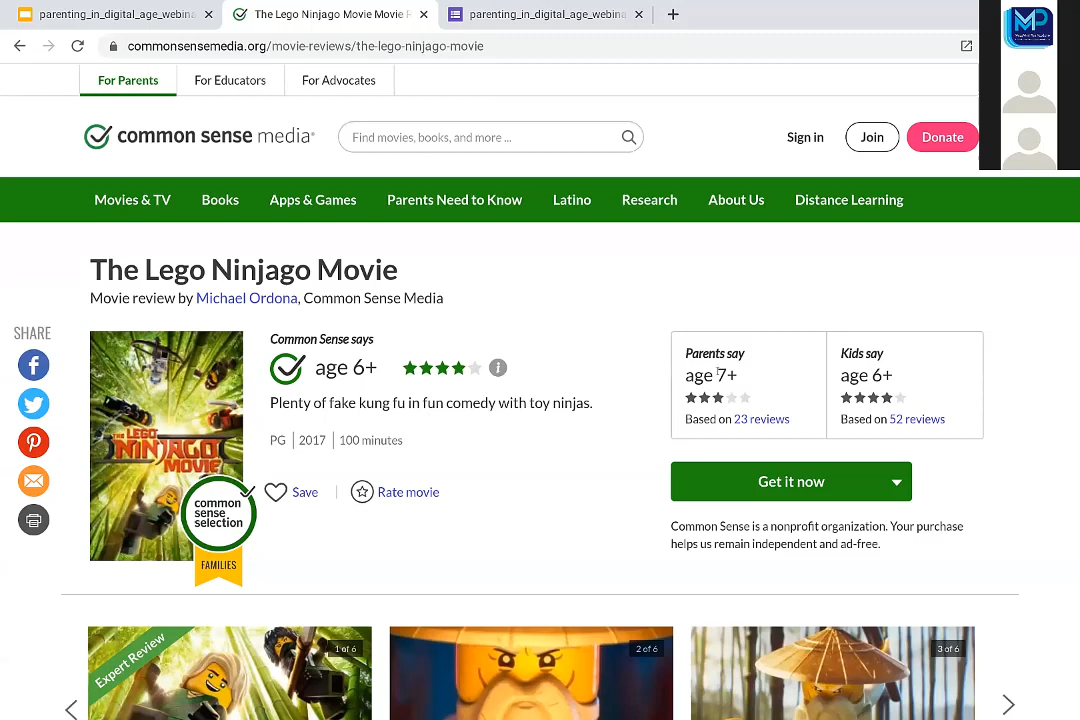 parenting_in_digital_age_webina
The Lego Ninjago Movie Movie R
parenting_in_digital_age_webina
commonsensemedia.org/movie-reviews/the-lego-ninjago-movie
MP
For Parents
For Educators
For Advocates
common sense media
Find movies, books, and more ...
Sign in
Join
Donate
Movies & TV
Books
Apps & Games
Parents Need to Know
Latino
Research
About Us
Distance Learning
The Lego Ninjago Movie
Movie review by Michael Ordona, Common Sense Media
SHARE
Common Sense says
age 6+
Plenty of fake kung fu in fun comedy with toy ninjas.
PG | 2017 | 100 minutes
Save
Rate movie
THE LEGO
NINJAGO
MOVIE
common
sense
selection
FAMILIES
Parents say
age 7+
Based on 23 reviews
Kids say
age 6+
Based on 52 reviews
Get it now
Common Sense is a nonprofit organization. Your purchase
helps us remain independent and ad-free.
Expert Review
1 of 6
2 of 6
3 of 6